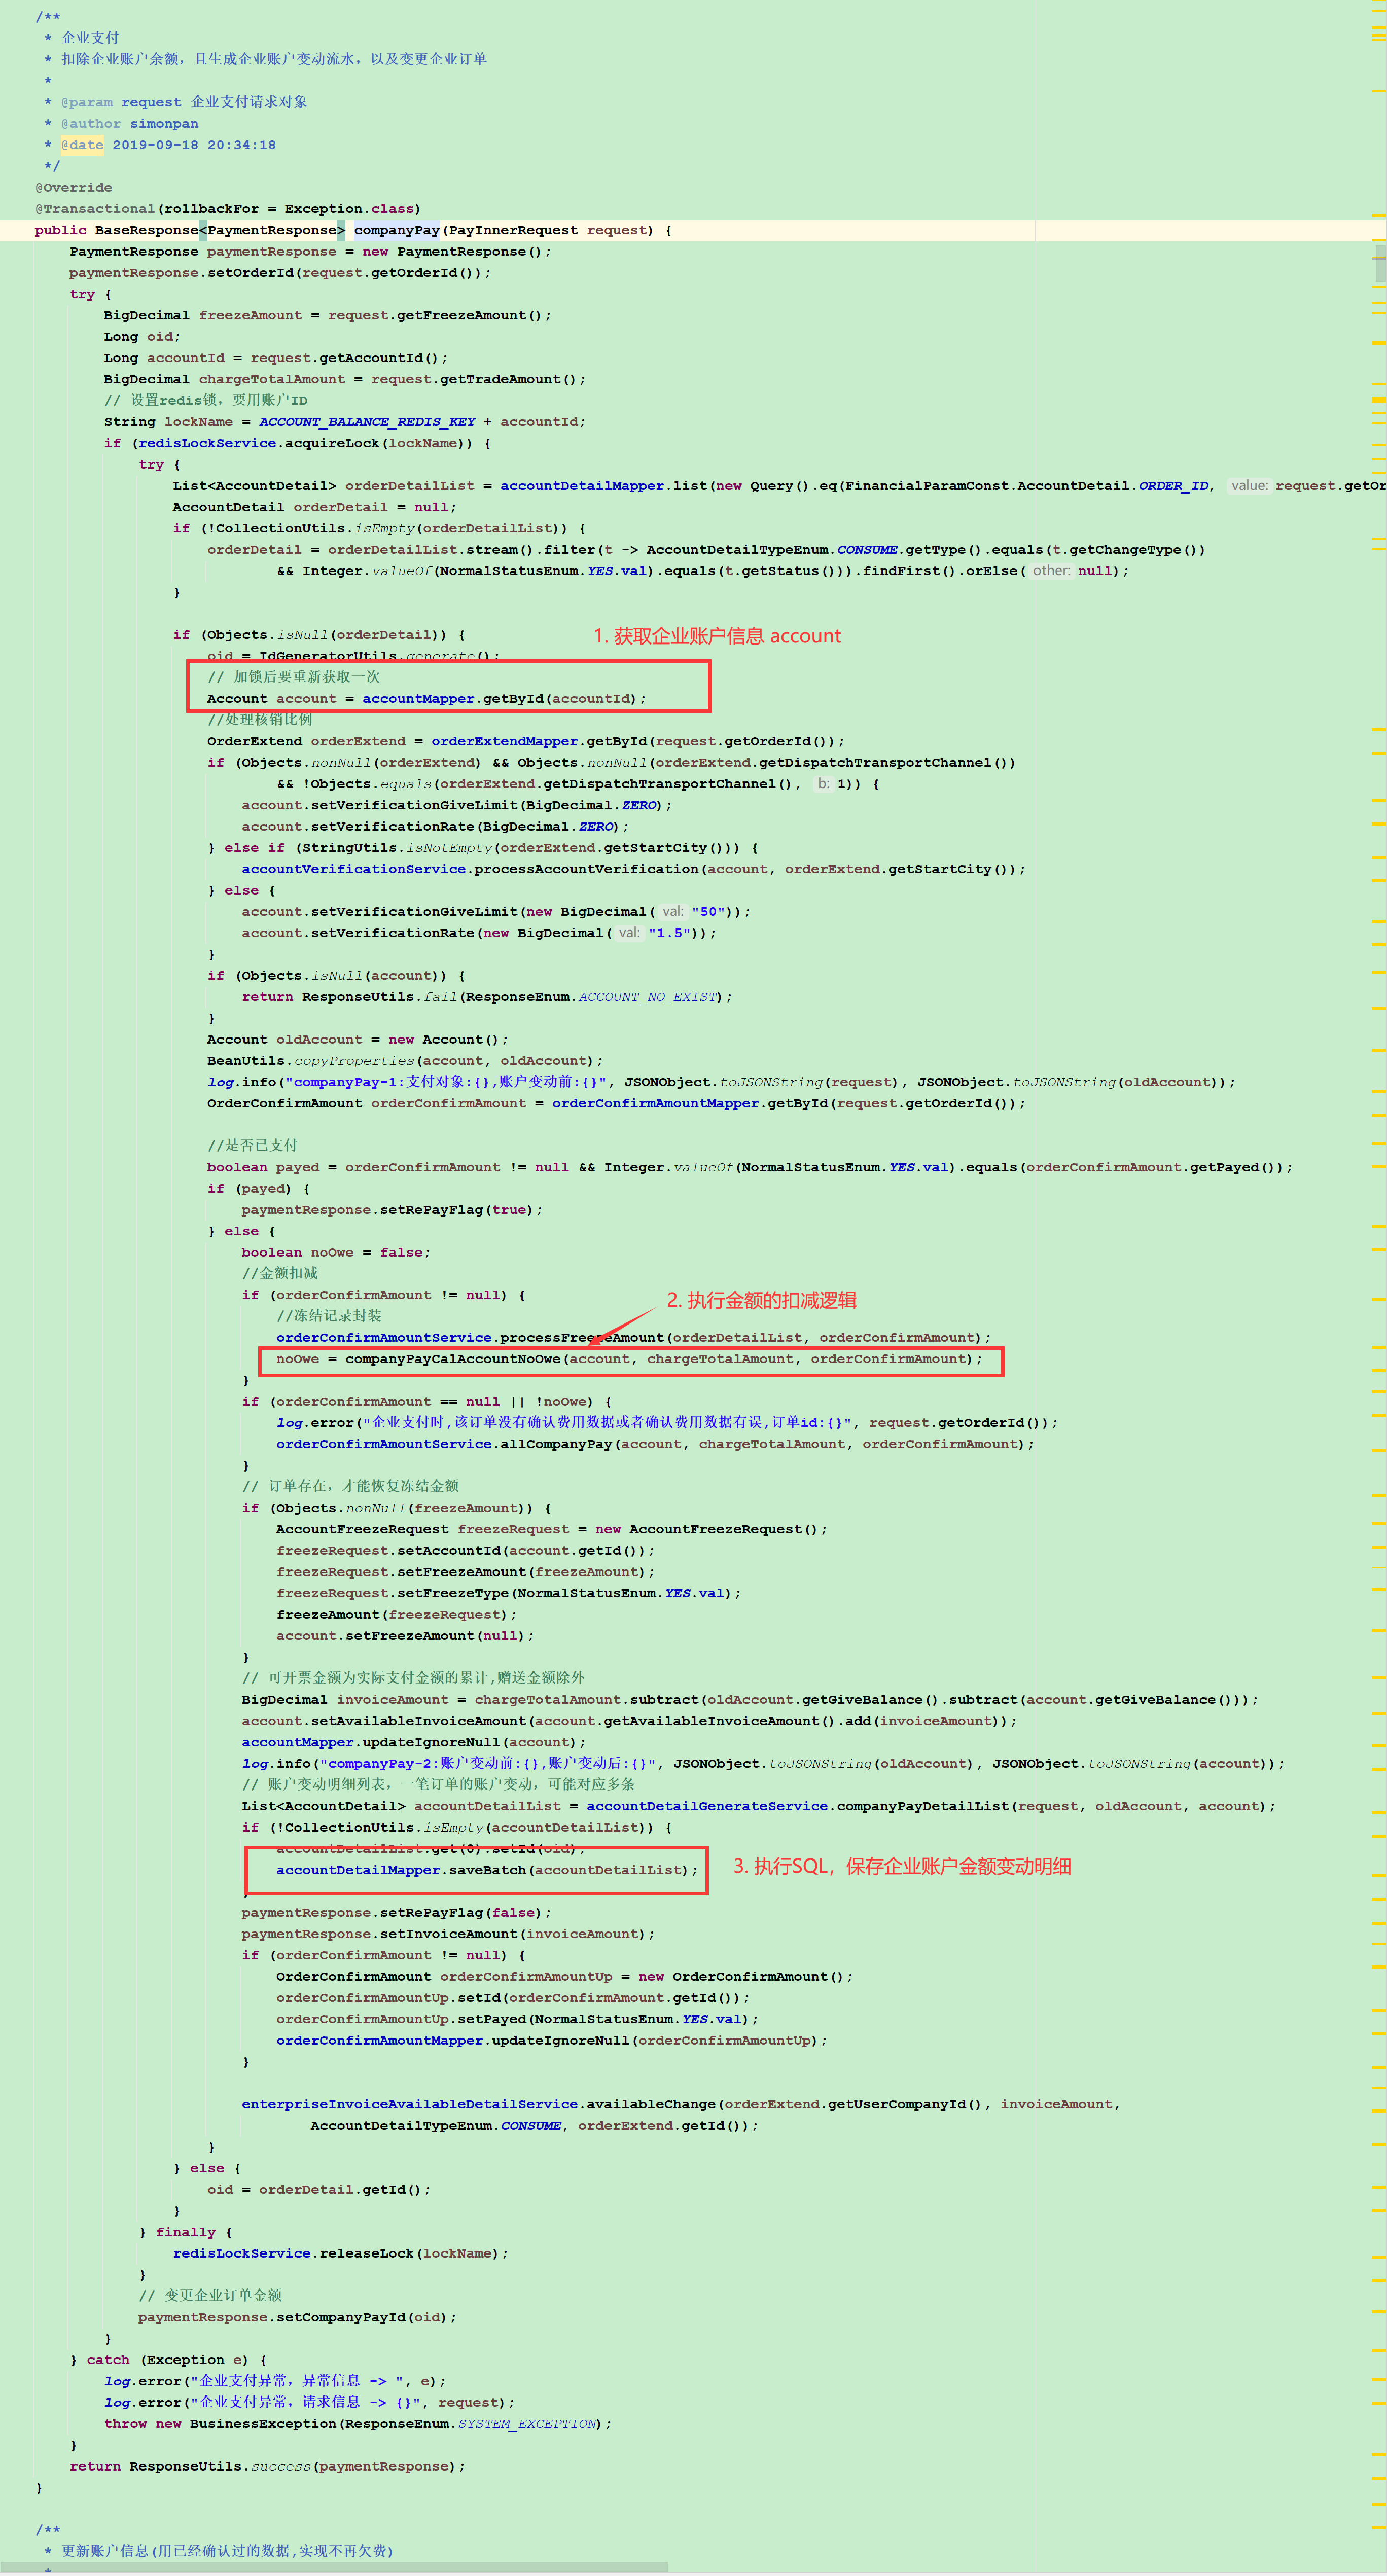 /**
 * 企业支付
 * 扣除企业账户余额，且生成企业账户变动流水，以及变更企业订单
 *
 * @param request 企业支付请求对象
 * @author simonpan
 * @date 2019-09-18 20:34:18
 */
@Override
@Transactional(rollbackFor = Exception.class)
public BaseResponse<PaymentResponse> companyPay(PayInnerRequest request) {
    PaymentResponse paymentResponse = new PaymentResponse();
    paymentResponse.setOrderId(request.getOrderId());
    try {
        BigDecimal freezeAmount = request.getFreezeAmount();
        Long oid;
        Long accountId = request.getAccountId();
        BigDecimal chargeTotalAmount = request.getTradeAmount();
        // 设置redis锁，要用账户ID
        String lockName = ACCOUNT_BALANCE_REDIS_KEY + accountId;
        if (redisLockService.acquireLock(lockName)) {
            try {
                List<AccountDetail> orderDetailList = accountDetailMapper.list(new Query().eq(FinancialParamConst.AccountDetail.ORDER_ID, value: request.getOr
                AccountDetail orderDetail = null;
                if (!CollectionUtils.isEmpty(orderDetailList)) {
                    orderDetail = orderDetailList.stream().filter(t -> AccountDetailTypeEnum.CONSUME.getType().equals(t.getChangeType())
                            && Integer.valueOf(NormalStatusEnum.YES.val).equals(t.getStatus())).findFirst().orElse( other: null);
                }
                if (Objects.isNull(orderDetail)) { 1. 获取企业账户信息 account
                    oid = IdGeneratorUtils.generate();
                    // 加锁后要重新获取一次
                    Account account = accountMapper.getById(accountId);
                    //处理核销比例
                    OrderExtend orderExtend = orderExtendMapper.getById(request.getOrderId());
                    if (Objects.nonNull(orderExtend) && Objects.nonNull(orderExtend.getDispatchTransportChannel())
                            && !Objects.equals(orderExtend.getDispatchTransportChannel(), b: 1)) {
                        account.setVerificationGiveLimit(BigDecimal.ZERO);
                        account.setVerificationRate(BigDecimal.ZERO);
                    } else if (StringUtils.isNotEmpty(orderExtend.getStartCity())) {
                        accountVerificationService.processAccountVerification(account, orderExtend.getStartCity());
                    } else {
                        account.setVerificationGiveLimit(new BigDecimal( val: "50"));
                        account.setVerificationRate(new BigDecimal( val: "1.5"));
                    }
                    if (Objects.isNull(account)) {
                        return ResponseUtils.fail(ResponseEnum.ACCOUNT_NO_EXIST);
                    }
                    Account oldAccount = new Account();
                    BeanUtils.copyProperties(account, oldAccount);
                    log.info("companyPay-1:支付对象:{},账户变动前:{}", JSONObject.toJSONString(request), JSONObject.toJSONString(oldAccount));
                    OrderConfirmAmount orderConfirmAmount = orderConfirmAmountMapper.getById(request.getOrderId());
                    //是否已支付
                    boolean payed = orderConfirmAmount != null && Integer.valueOf(NormalStatusEnum.YES.val).equals(orderConfirmAmount.getPayed());
                    if (payed) {
                        paymentResponse.setRePayFlag(true);
                    } else {
                        boolean noOwe = false;
                        //金额扣减
                        if (orderConfirmAmount != null) { 2. 执行金额的扣减逻辑
                            //冻结记录封装
                            orderConfirmAmountService.processFreezeAmount(orderDetailList, orderConfirmAmount);
                            noOwe = companyPayCalAccountNoOwe(account, chargeTotalAmount, orderConfirmAmount);
                        }
                        if (orderConfirmAmount == null || !noOwe) {
                            log.error("企业支付时,该订单没有确认费用数据或者确认费用数据有误,订单id:{}", request.getOrderId());
                            orderConfirmAmountService.allCompanyPay(account, chargeTotalAmount, orderConfirmAmount);
                        }
                        // 订单存在，才能恢复冻结金额
                        if (Objects.nonNull(freezeAmount)) {
                            AccountFreezeRequest freezeRequest = new AccountFreezeRequest();
                            freezeRequest.setAccountId(account.getId());
                            freezeRequest.setFreezeAmount(freezeAmount);
                            freezeRequest.setFreezeType(NormalStatusEnum.YES.val);
                            freezeAmount(freezeRequest);
                            account.setFreezeAmount(null);
                        }
                        // 可开票金额为实际支付金额的累计,赠送金额除外
                        BigDecimal invoiceAmount = chargeTotalAmount.subtract(oldAccount.getGiveBalance().subtract(account.getGiveBalance()));
                        account.setAvailableInvoiceAmount(account.getAvailableInvoiceAmount().add(invoiceAmount));
                        accountMapper.updateIgnoreNull(account);
                        log.info("companyPay-2:账户变动前:{},账户变动后:{}", JSONObject.toJSONString(oldAccount), JSONObject.toJSONString(account));
                        // 账户变动明细列表，一笔订单的账户变动，可能对应多条
                        List<AccountDetail> accountDetailList = accountDetailGenerateService.companyPayDetailList(request, oldAccount, account);
                        if (!CollectionUtils.isEmpty(accountDetailList)) {
                            accountDetailList.get(0).setId(oid);
                            accountDetailMapper.saveBatch(accountDetailList); 3. 执行SQL，保存企业账户金额变动明细
                        }
                        paymentResponse.setRePayFlag(false);
                        paymentResponse.setInvoiceAmount(invoiceAmount);
                        if (orderConfirmAmount != null) {
                            OrderConfirmAmount orderConfirmAmountUp = new OrderConfirmAmount();
                            orderConfirmAmountUp.setId(orderConfirmAmount.getId());
                            orderConfirmAmountUp.setPayed(NormalStatusEnum.YES.val);
                            orderConfirmAmountMapper.updateIgnoreNull(orderConfirmAmountUp);
                        }
                        enterpriseInvoiceAvailableDetailService.availableChange(orderExtend.getUserCompanyId(), invoiceAmount,
                                AccountDetailTypeEnum.CONSUME, orderExtend.getId());
                    }
                } else {
                    oid = orderDetail.getId();
                }
            } finally {
                redisLockService.releaseLock(lockName);
            }
            // 变更企业订单金额
            paymentResponse.setCompanyPayId(oid);
        }
    } catch (Exception e) {
        log.error("企业支付异常，异常信息 -> ", e);
        log.error("企业支付异常，请求信息 -> {}", request);
        throw new BusinessException(ResponseEnum.SYSTEM_EXCEPTION);
    }
    return ResponseUtils.success(paymentResponse);
}
/**
 * 更新账户信息(用已经确认过的数据,实现不再欠费)